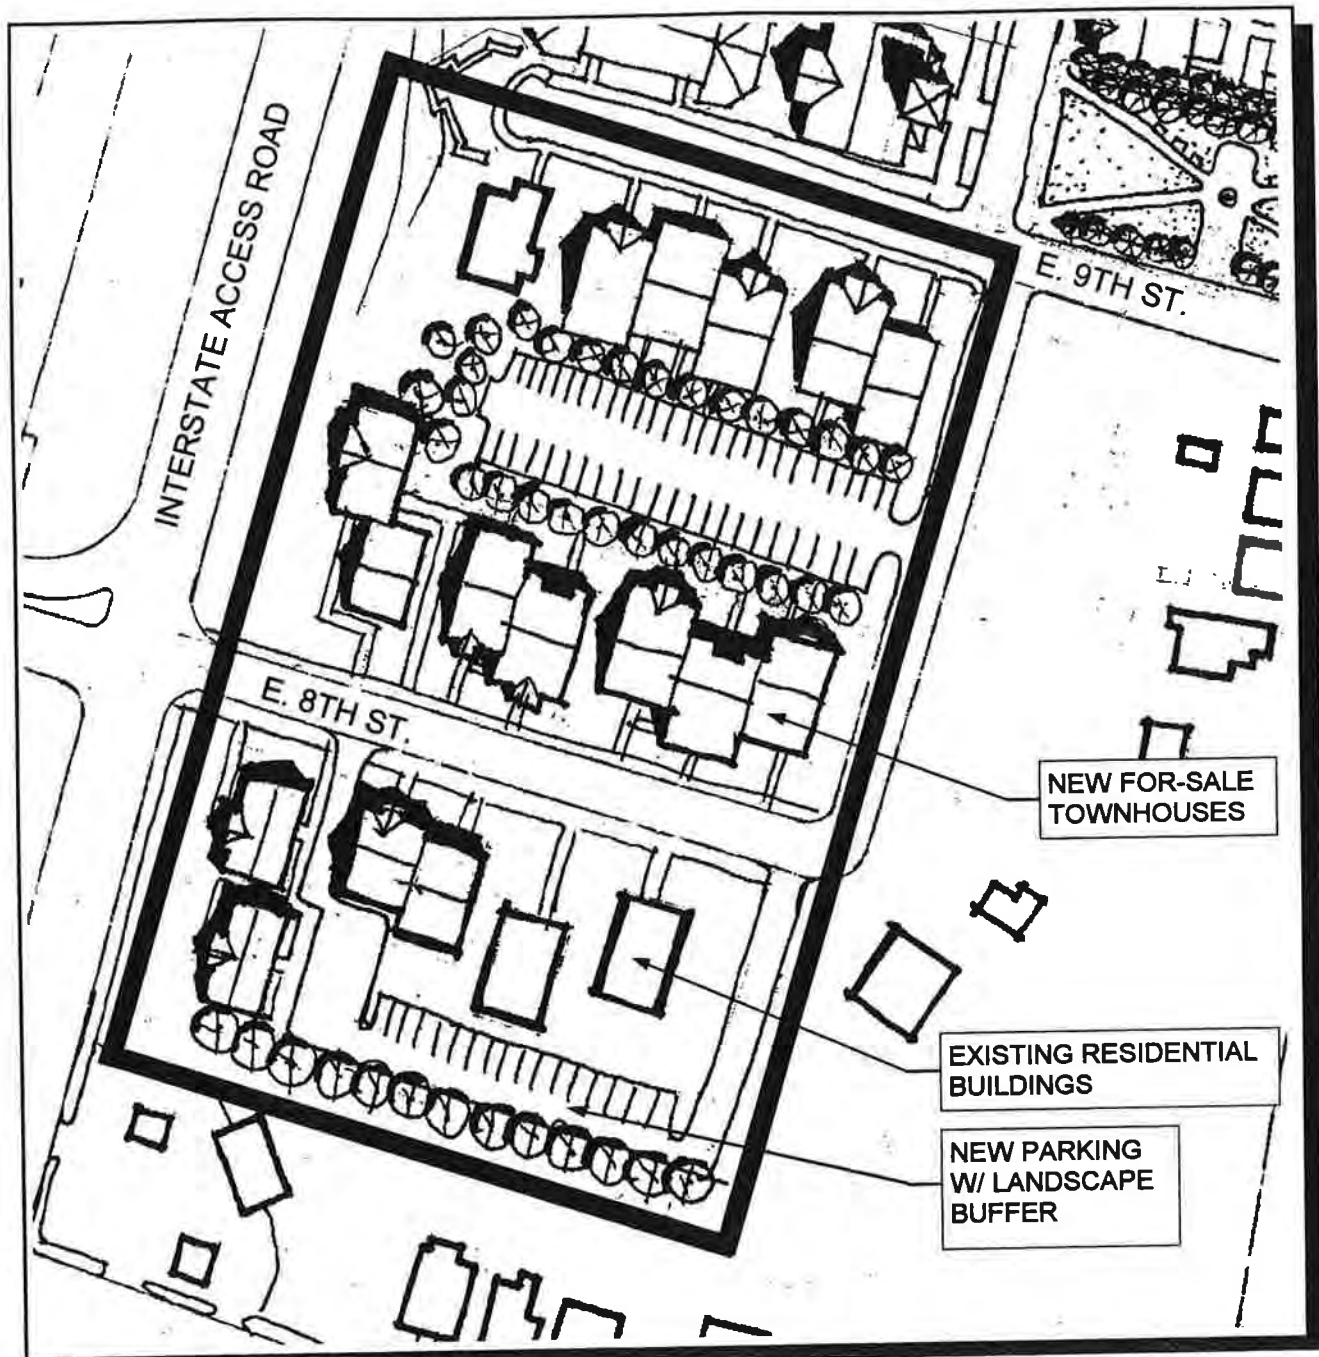 INTERSTATE ACCESS ROAD
E. 9TH ST.
E. 8TH ST.
NEW FOR-SALE
TOWNHOUSES
EXISTING RESIDENTIAL
BUILDINGS
NEW PARKING
W/ LANDSCAPE
BUFFER